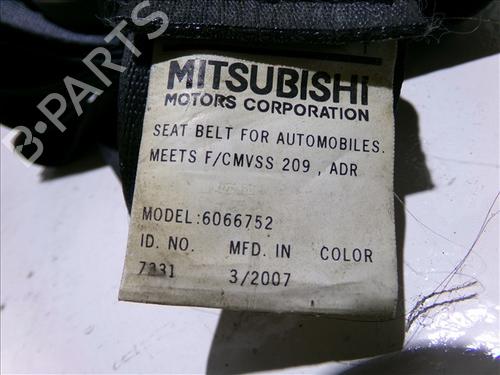 B-PARTS
MITSUBISHI
MOTORS CORPORATION
SEAT BELT FOR AUTOMOBILES.
MEETS F/CMVSS 209 , ADR
MODEL:6066752
ID. NO. MFD. IN COLOR
7331 3/2007